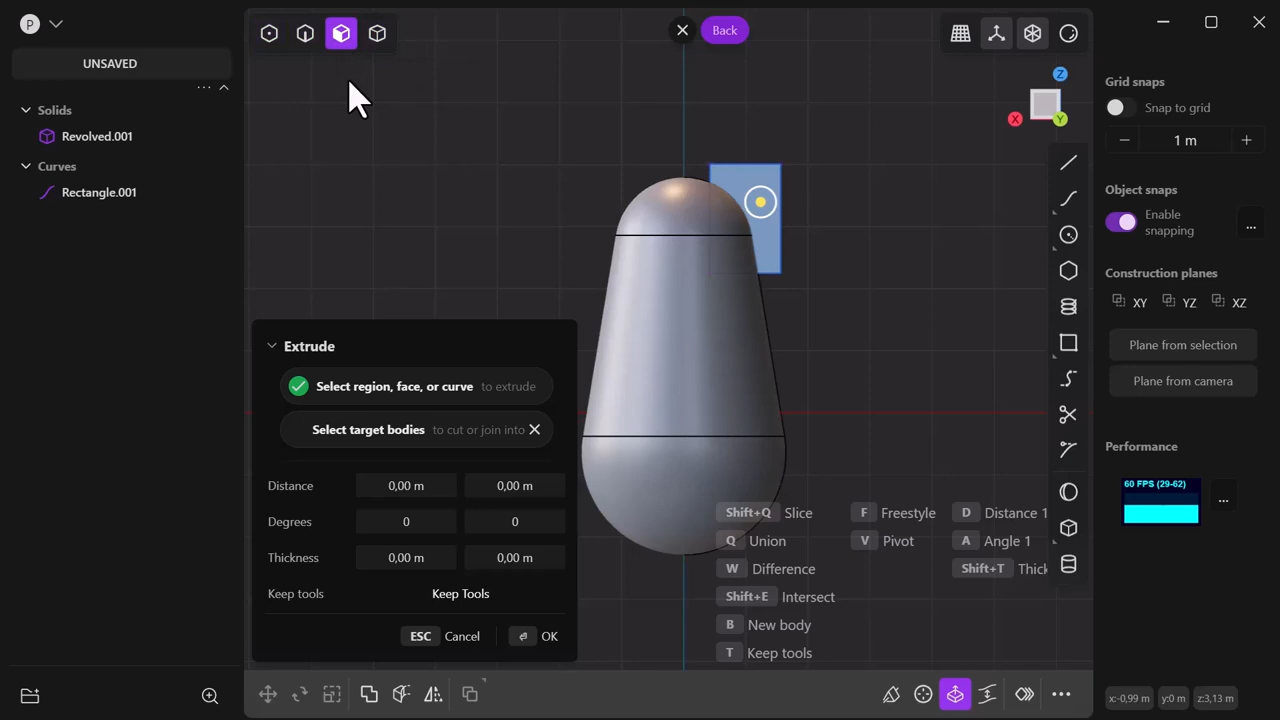 P
UNSAVED
...
Solids
Revolved.001
Curves
Rectangle.001
Back
Z
X
Y
Extrude
Select region, face, or curve to extrude
Select target bodies to cut or join into
Distance 0,00 m 0,00 m
Degrees 0 0
Thickness 0,00 m 0,00 m
Keep tools Keep Tools
ESC Cancel OK
Shift+Q Slice F Freestyle D Distance 1
Q Union V Pivot A Angle 1
W Difference Shift+T Thick
Shift+E Intersect
B New body
T Keep tools
Grid snaps
Snap to grid
1 m
Object snaps
Enable snapping ...
Construction planes
XY YZ XZ
Plane from selection
Plane from camera
Performance
60 FPS (29-62) ...
x:-0,99 m y:0 m z:3,13 m